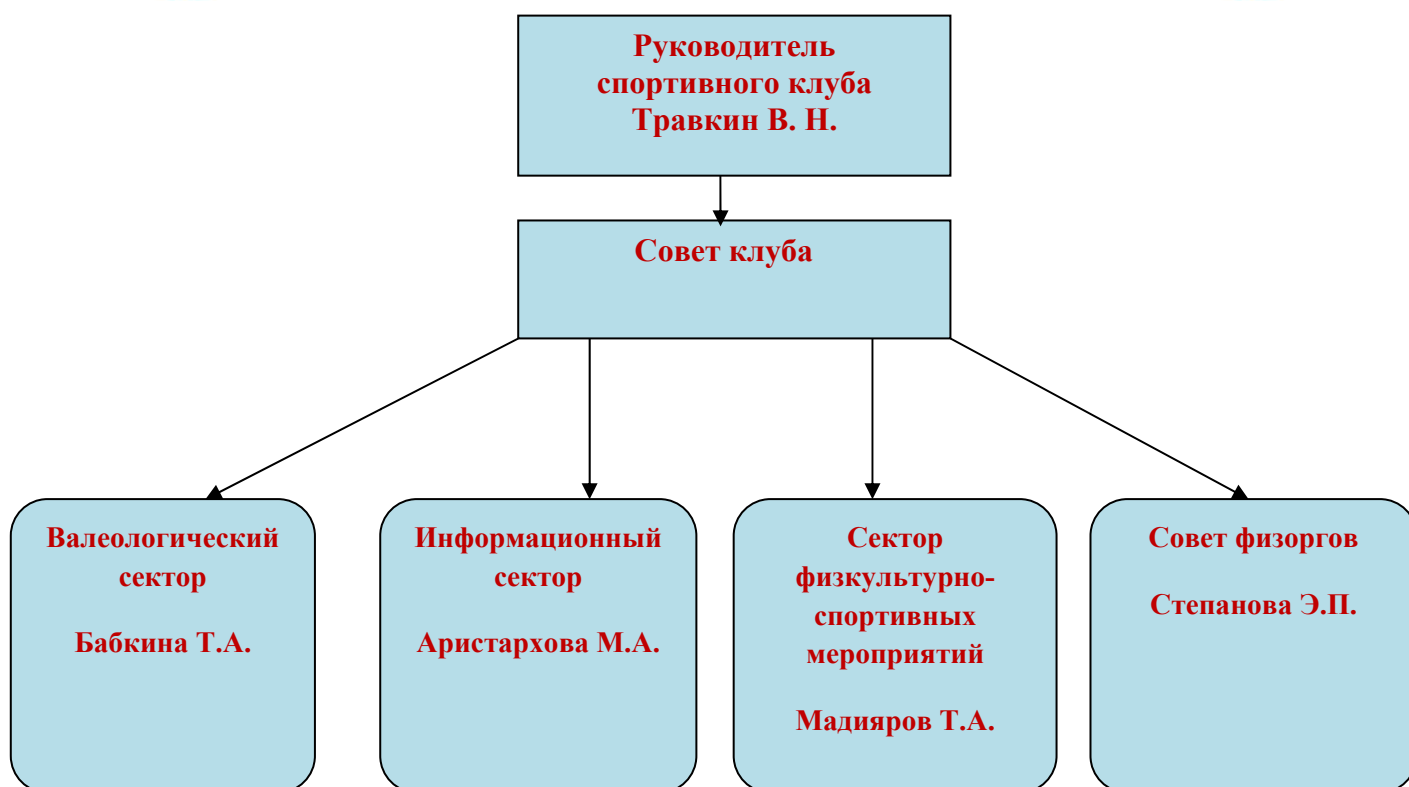 Руководитель
спортивного клуба
Травкин В. Н.
Совет клуба
Валеологический
сектор
Бабкина Т.А.
Информационный
сектор
Аристархова М.А.
Сектор
физкультурно-
спортивных
мероприятий
Мадияров Т.А.
Совет физоргов
Степанова Э.П.